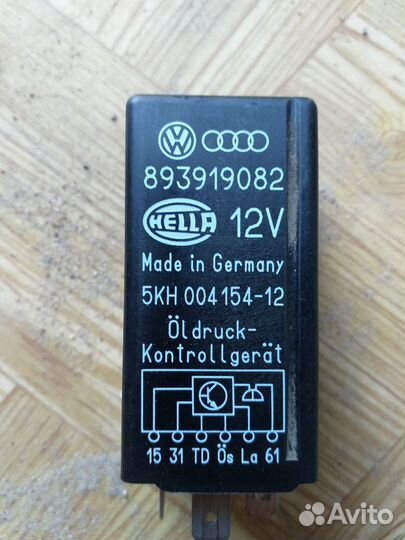 VW
893919082
HELLA 12V
Made in Germany
5KH 004 154-12
Öldruck-
Kontrollgerät
15 31 TD Ös La 61
Avito